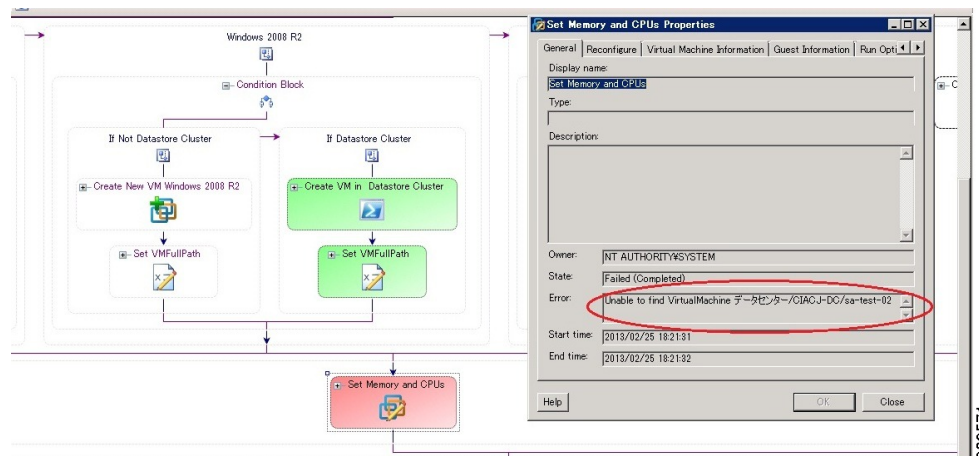 Windows 2008 R2
Condition Block
If Not Datastore Cluster
If Datastore Cluster
Create New VM Windows 2008 R2
Create VM in Datastore Cluster
Set VMFullPath
Set VMFullPath
Set Memory and CPUs
Set Memory and CPUs Properties
General
Reconfigure
Virtual Machine Information
Guest Information
Run Opti
Display name:
Set Memory and CPUs
Type:
Description:
Owner:
NT AUTHORITY¥SYSTEM
State:
Failed (Completed)
Error:
Unable to find VirtualMachine データセンター/CIACJ-DC/sa-test-02
Start time:
2013/02/25 18:21:31
End time:
2013/02/25 18:21:32
Help
OK
Close